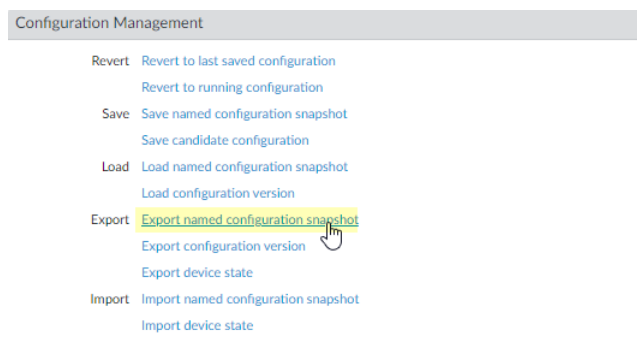 Configuration Management
Revert Revert to last saved configuration
Revert to running configuration
Save Save named configuration snapshot
Save candidate configuration
Load Load named configuration snapshot
Load configuration version
Export Export named configuration snapshot
Export configuration version
Export device state
Import Import named configuration snapshot
Import device state